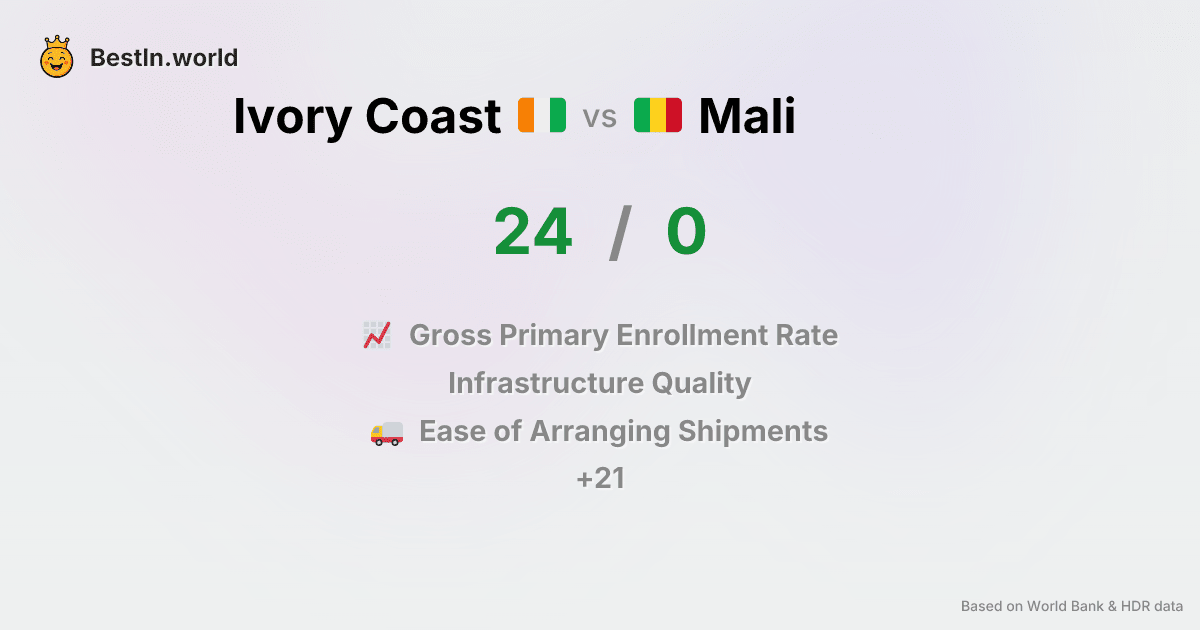 BestIn.world
Ivory Coast vs Mali
24 / 0
Gross Primary Enrollment Rate
Infrastructure Quality
Ease of Arranging Shipments
+21
Based on World Bank & HDR data